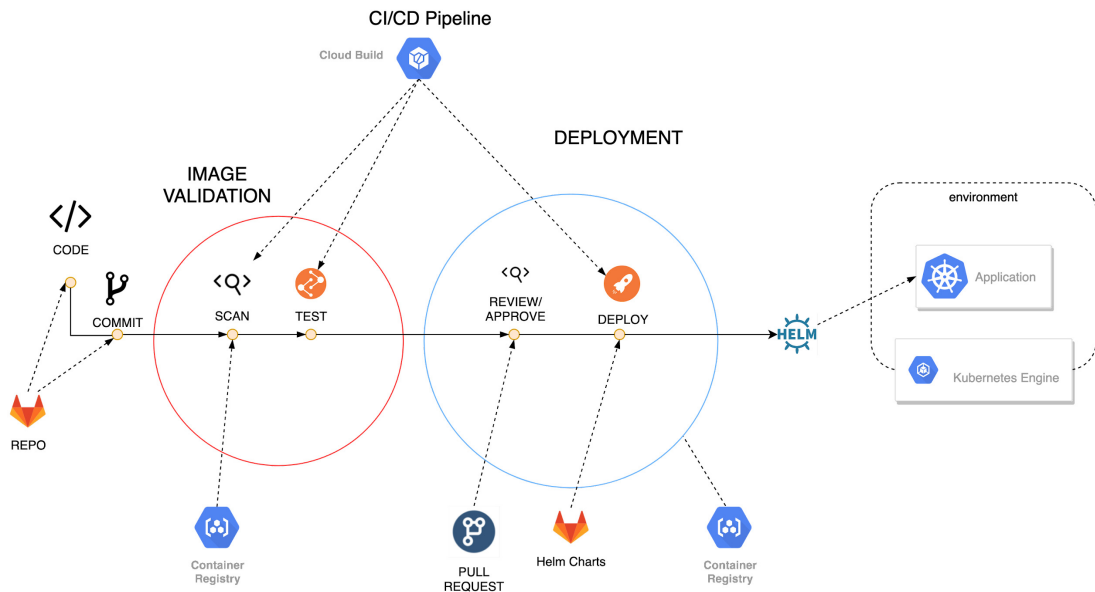 CI/CD Pipeline
Cloud Build
DEPLOYMENT
IMAGE
VALIDATION
environment
CODE
Application
COMMIT
SCAN
TEST
REVIEW/
APPROVE
DEPLOY
HELM
Kubernetes Engine
REPO
Container
Registry
PULL
REQUEST
Helm Charts
Container
Registry